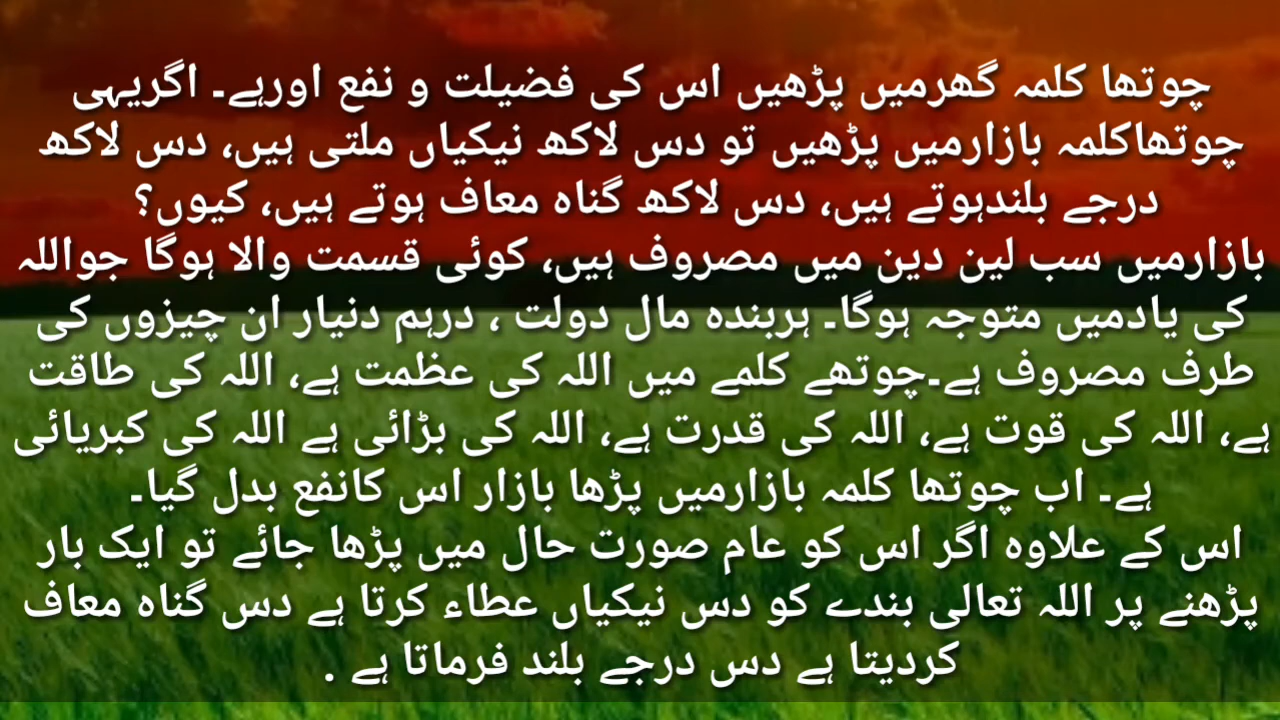 چوتھا کلمہ گھرمیں پڑھیں اس کی فضیلت و نفع اورہے۔ اگریہی
چوتھاکلمہ بازارمیں پڑھیں تو دس لاکھ نیکیاں ملتی ہیں، دس لاکھ
درجے بلندہوتے ہیں، دس لاکھ گناہ معاف ہوتے ہیں، کیوں؟
بازارمیں سب لین دین میں مصروف ہیں، کوئی قسمت والا ہوگا جواللہ
کی یادمیں متوجہ ہوگا۔ ہربندہ مال دولت ، درہم دنیار ان چیزوں کی
طرف مصروف ہے۔چوتھے کلمے میں اللہ کی عظمت ہے، اللہ کی طاقت
ہے، اللہ کی قوت ہے، اللہ کی قدرت ہے، اللہ کی بڑائی ہے اللہ کی کبریائی
ہے۔ اب چوتھا کلمہ بازارمیں پڑھا بازار اس کانفع بدل گیا۔
اس کے علاوہ اگر اس کو عام صورت حال میں پڑھا جائے تو ایک بار
پڑھنے پر اللہ تعالی بندے کو دس نیکیاں عطاء کرتا ہے دس گناہ معاف
کردیتا ہے دس درجے بلند فرماتا ہے .